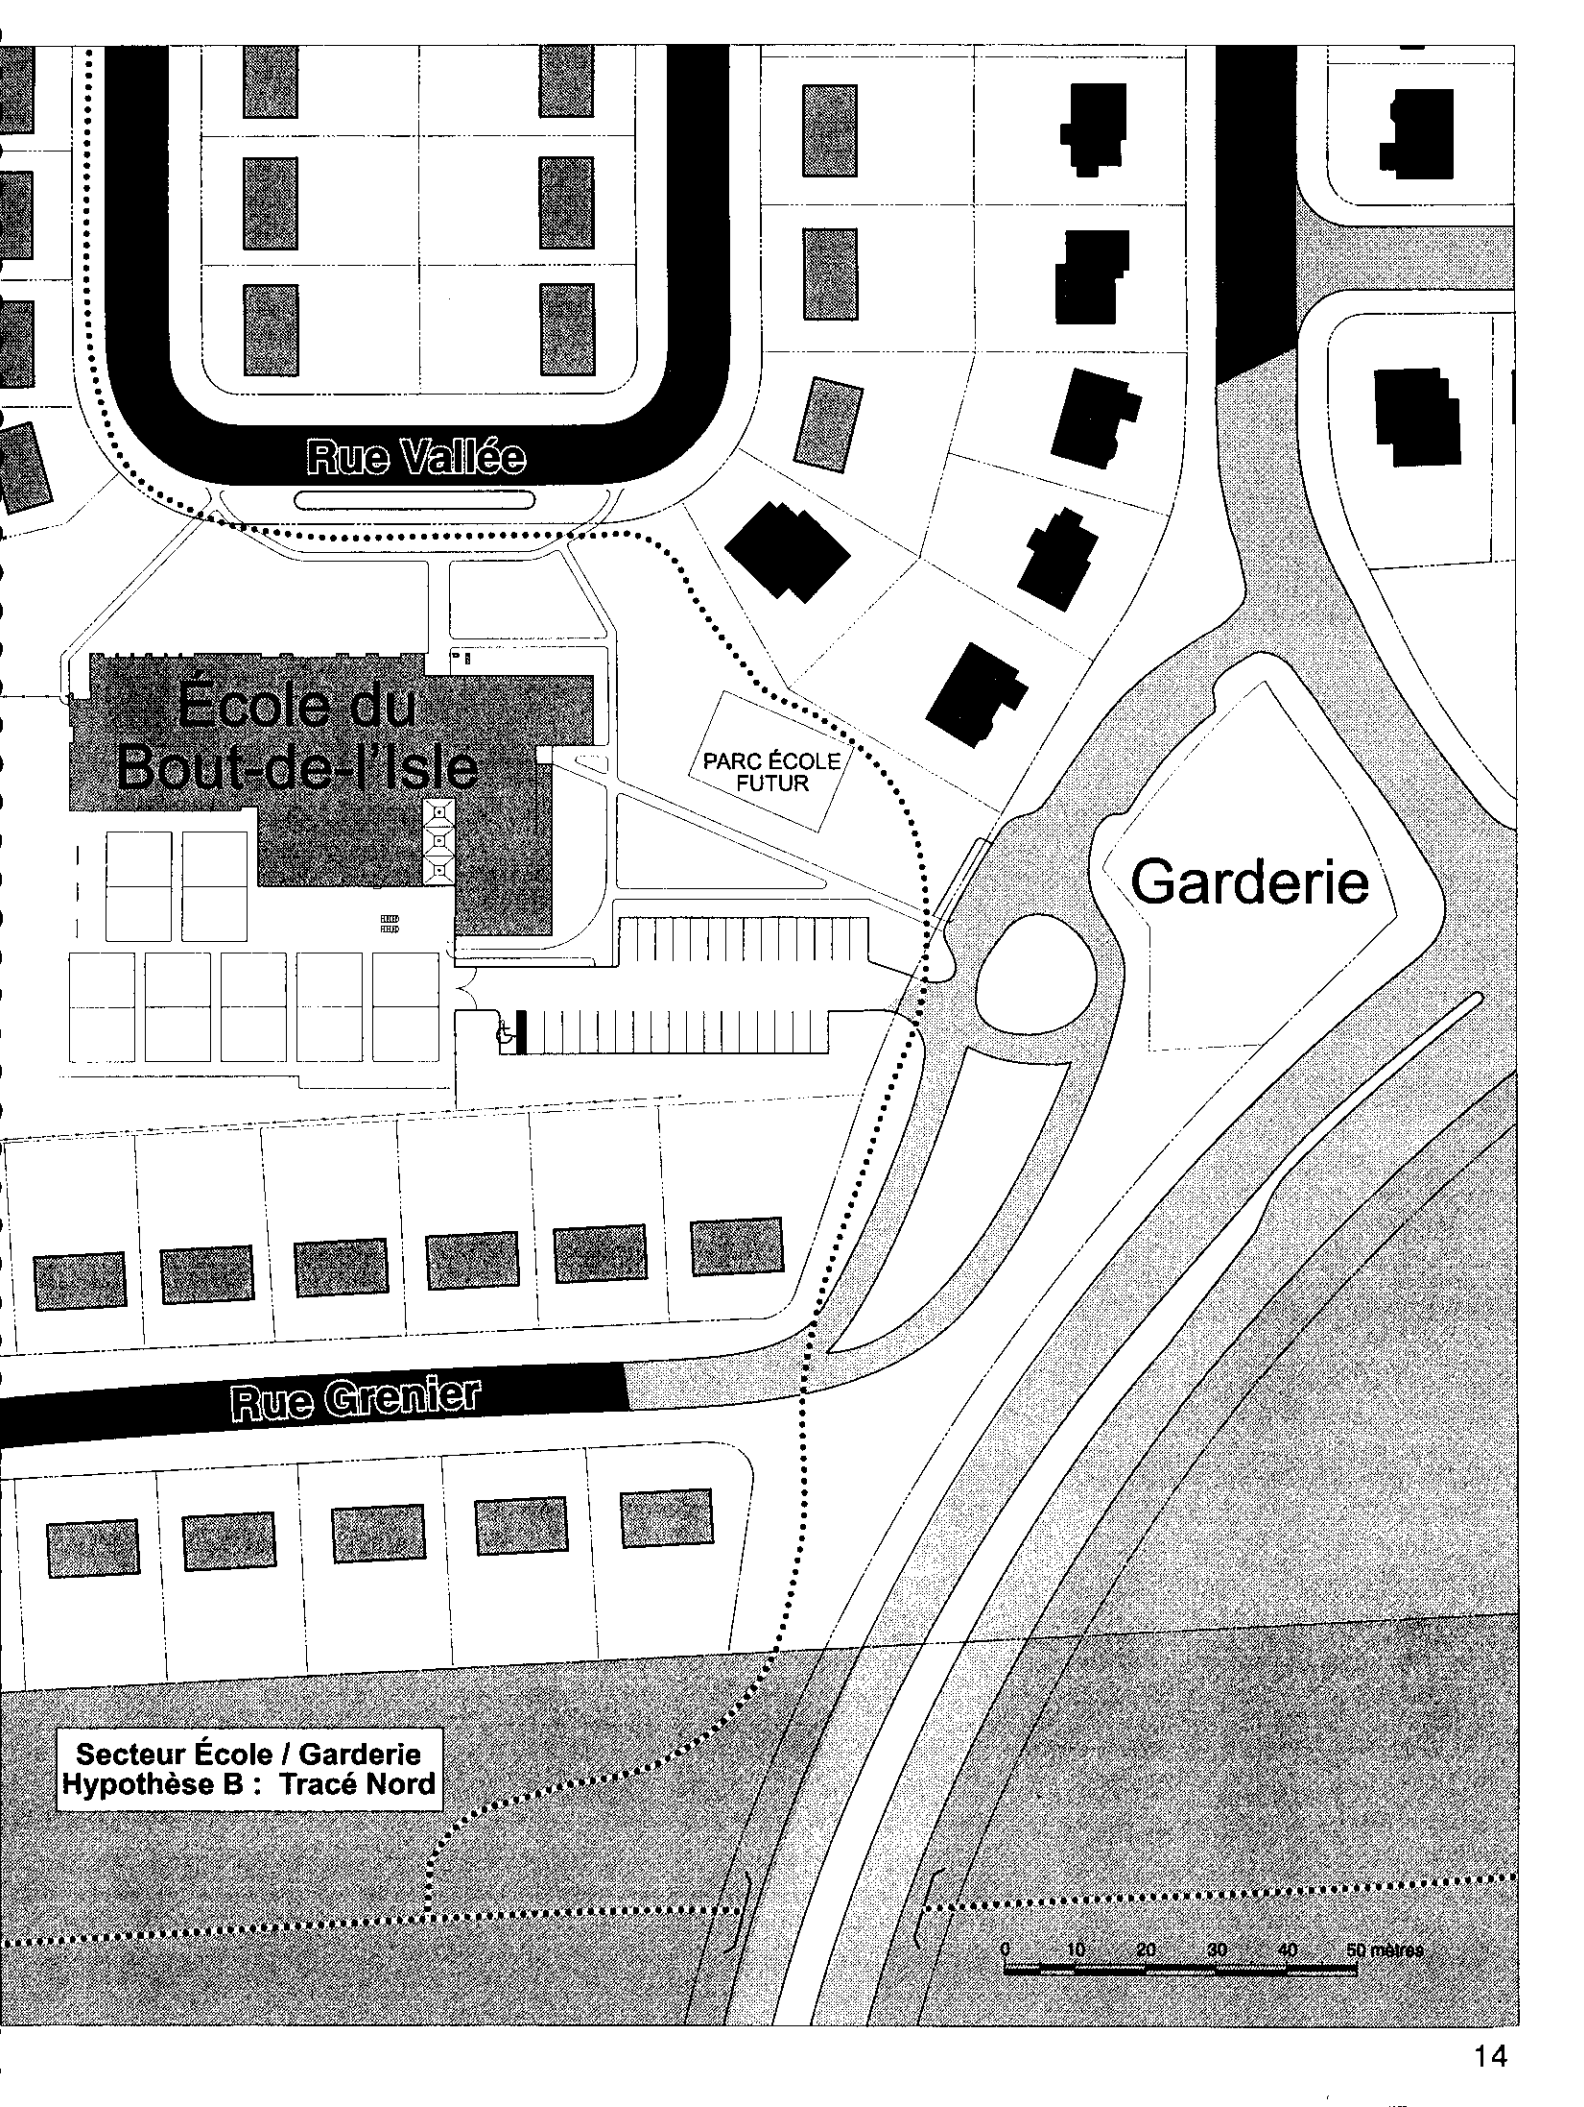 Rue Vallée
École du
Bout-de-l'Isle
PARC ÉCOLE
FUTUR
Garderie
Rue Grenier
Secteur École / Garderie
Hypothèse B : Tracé Nord
0 10 20 30 40 50 mètres
14